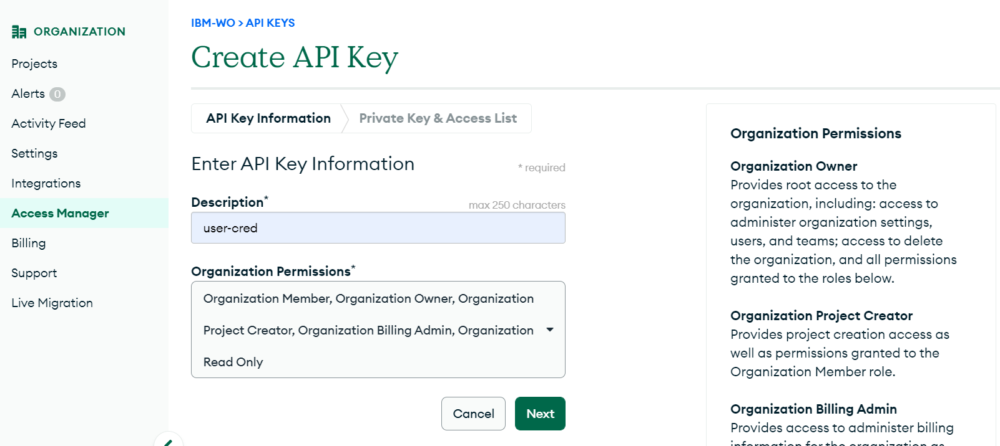 ORGANIZATION
Projects
Alerts 0
Activity Feed
Settings
Integrations
Access Manager
Billing
Support
Live Migration
IBM-WO > API KEYS
Create API Key
API Key Information
Private Key & Access List
Enter API Key Information
* required
Description*
max 250 characters
user-cred
Organization Permissions*
Organization Member, Organization Owner, Organization
Project Creator, Organization Billing Admin, Organization
Read Only
Cancel
Next
Organization Permissions
Organization Owner
Provides root access to the
organization, including: access to
administer organization settings,
users, and teams; access to delete
the organization, and all permissions
granted to the roles below.
Organization Project Creator
Provides project creation access as
well as permissions granted to the
Organization Member role.
Organization Billing Admin
Provides access to administer billing
information for the organization as